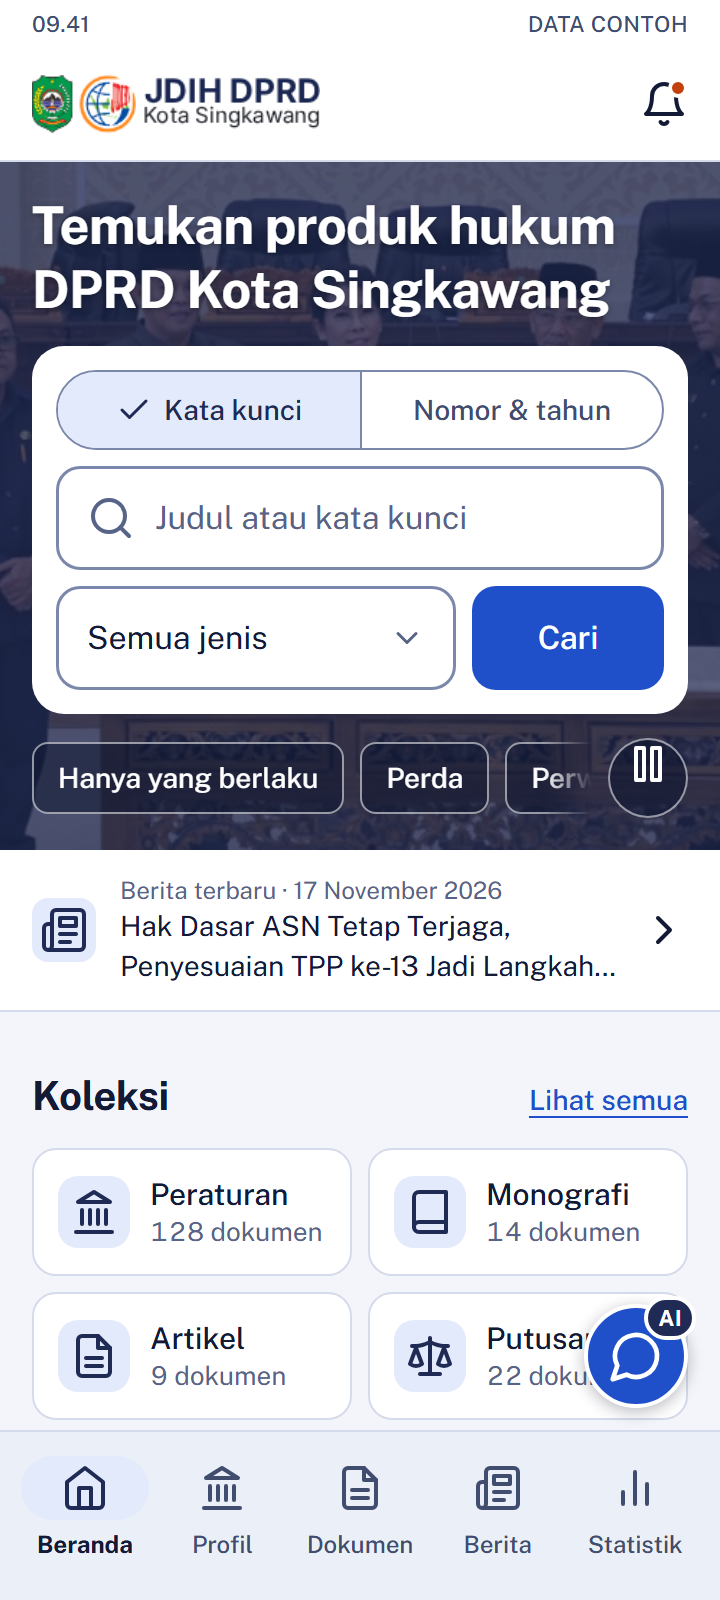 09.41
DATA CONTOH
JDIH DPRD
Kota Singkawang
Temukan produk hukum
DPRD Kota Singkawang
Kata kunci
Nomor & tahun
Judul atau kata kunci
Semua jenis
Cari
Hanya yang berlaku
Perda
Berita terbaru · 17 November 2026
Hak Dasar ASN Tetap Terjaga,
Penyesuaian TPP ke-13 Jadi Langkah...
Koleksi
Lihat semua
Peraturan
128 dokumen
Monografi
14 dokumen
Artikel
9 dokumen
22
AI
Beranda
Profil
Dokumen
Berita
Statistik